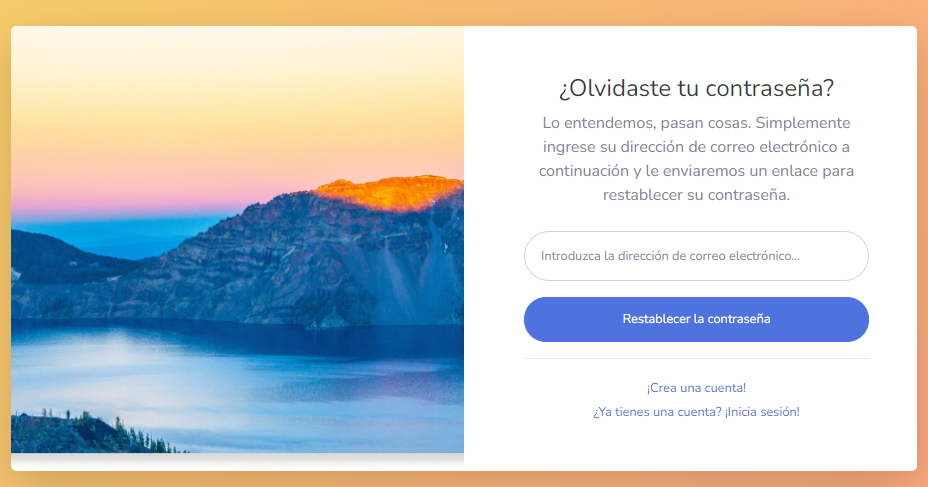 ¿Olvidaste tu contraseña?
Lo entendemos, pasan cosas. Simplemente
ingrese su dirección de correo electrónico a
continuación y le enviaremos un enlace para
restablecer su contraseña.
Introduzca la dirección de correo electrónico...
Restablecer la contraseña
¡Crea una cuenta!
¿Ya tienes una cuenta? ¡Inicia sesión!